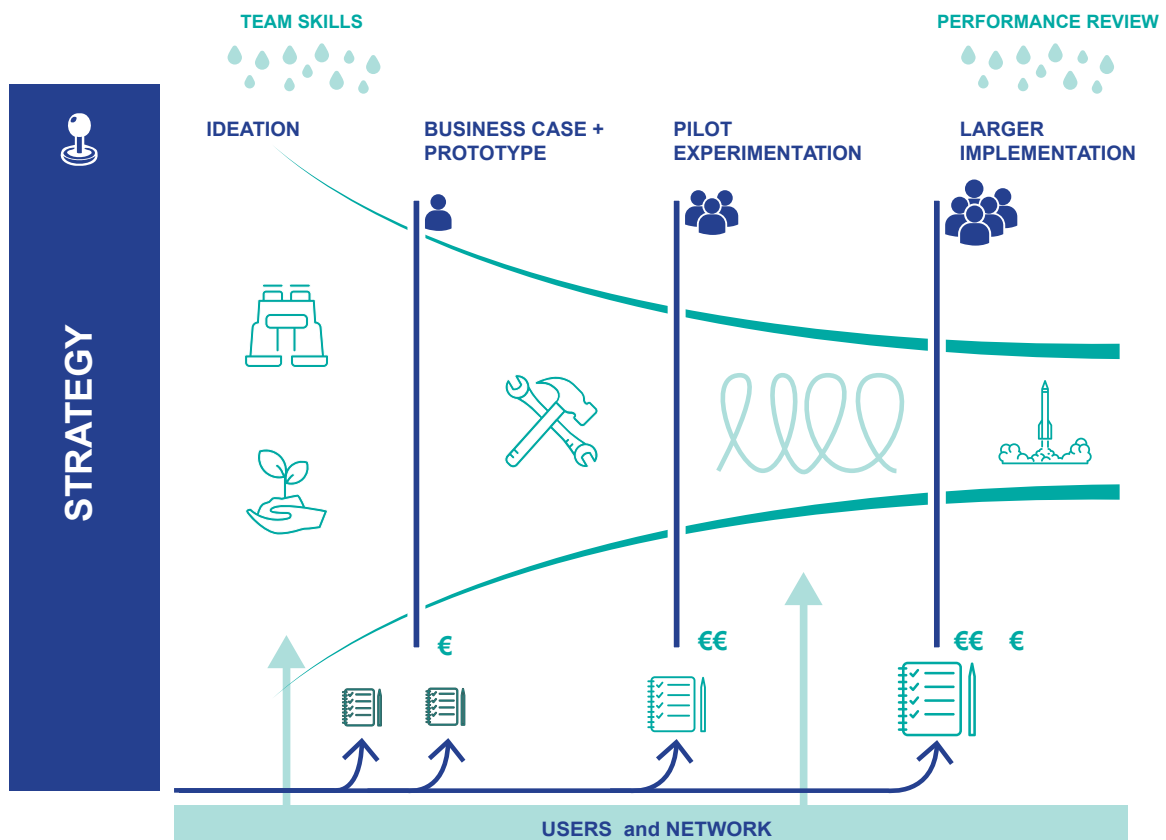 TEAM SKILLS
PERFORMANCE REVIEW
IDEATION
BUSINESS CASE +
PROTOTYPE
PILOT
EXPERIMENTATION
LARGER
IMPLEMENTATION
STRATEGY
€
€€
€€ €
USERS and NETWORK